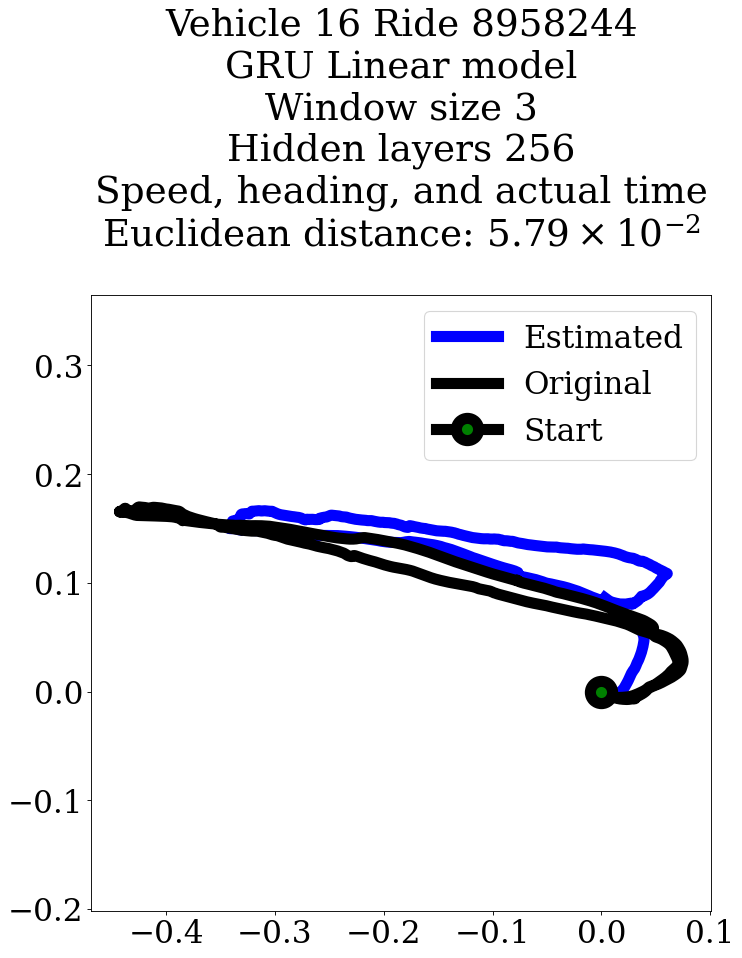 Vehicle 16 Ride 8958244
GRU Linear model
Window size 3
Hidden layers 256
Speed, heading, and actual time
Euclidean distance: 5.79 × 10⁻²
Estimated
Original
Start
0.3
0.2
0.1
0.0
−0.1
−0.2
−0.4 −0.3 −0.2 −0.1 0.0 0.1